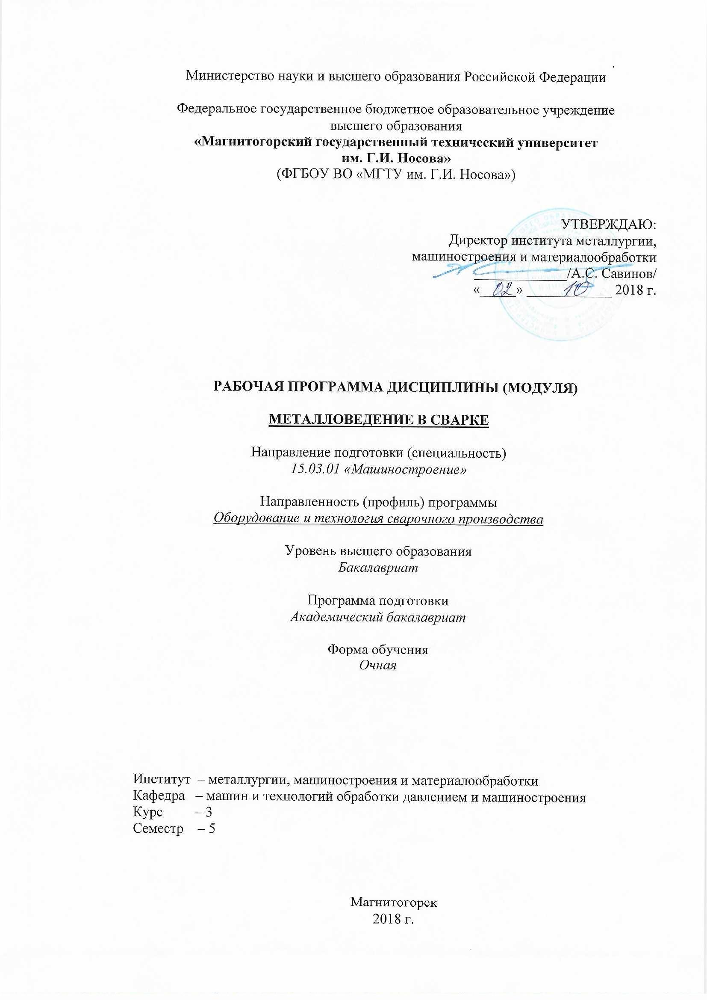 Министерство науки и высшего образования Российской Федерации
Федеральное государственное бюджетное образовательное учреждение
высшего образования
«Магнитогорский государственный технический университет
им. Г.И. Носова»
(ФГБОУ ВО «МГТУ им. Г.И. Носова»)
УТВЕРЖДАЮ:
Директор института металлургии,
машиностроения и материалообработки
/А.С. Савинов/
«02» 10 2018 г.
РАБОЧАЯ ПРОГРАММА ДИСЦИПЛИНЫ (МОДУЛЯ)
МЕТАЛЛОВЕДЕНИЕ В СВАРКЕ
Направление подготовки (специальность)
15.03.01 «Машиностроение»
Направленность (профиль) программы
Оборудование и технология сварочного производства
Уровень высшего образования
Бакалавриат
Программа подготовки
Академический бакалавриат
Форма обучения
Очная
Институт – металлургии, машиностроения и материалообработки
Кафедра – машин и технологий обработки давлением и машиностроения
Курс – 3
Семестр – 5
Магнитогорск
2018 г.